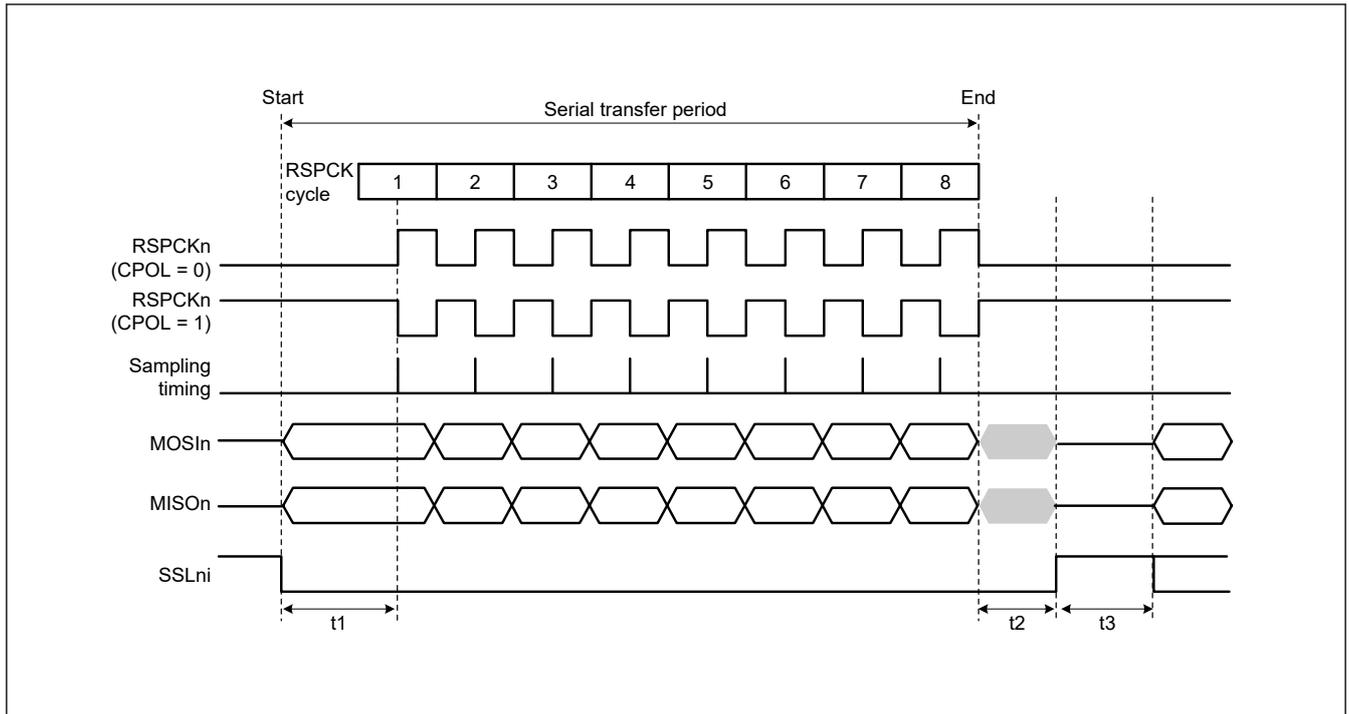 Start
End
Serial transfer period
RSPCK
cycle
1 2 3 4 5 6 7 8
RSPCKn
(CPOL = 0)
RSPCKn
(CPOL = 1)
Sampling
timing
MOSIn
MISOn
SSLni
t1
t2
t3